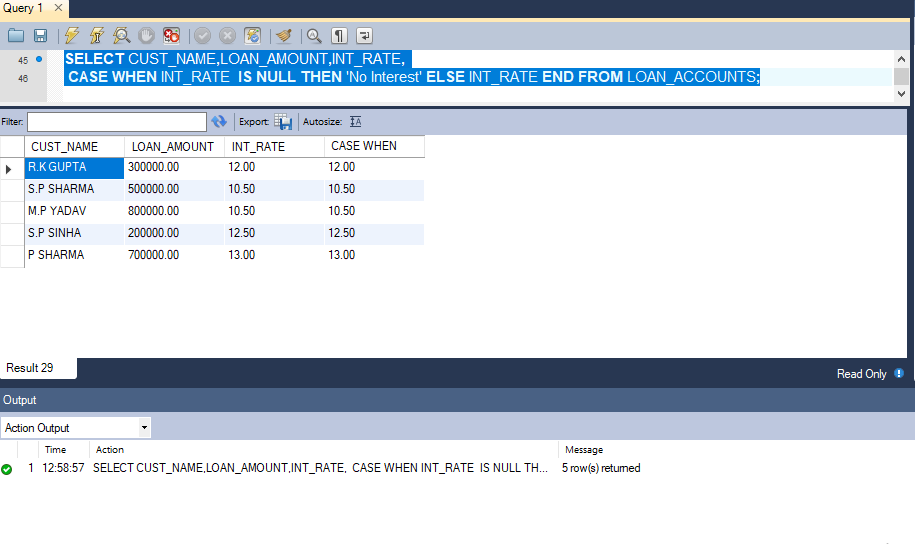 Query 1
45 SELECT CUST_NAME,LOAN_AMOUNT,INT_RATE,
46 CASE WHEN INT_RATE IS NULL THEN 'No Interest' ELSE INT_RATE END FROM LOAN_ACCOUNTS;
Filter: Export: Autosize:
CUST_NAME LOAN_AMOUNT INT_RATE CASE WHEN
R.K GUPTA 300000.00 12.00 12.00
S.P SHARMA 500000.00 10.50 10.50
M.P YADAV 800000.00 10.50 10.50
S.P SINHA 200000.00 12.50 12.50
P SHARMA 700000.00 13.00 13.00
Result 29
Read Only
Output
Action Output
Time Action Message
1 12:58:57 SELECT CUST_NAME,LOAN_AMOUNT,INT_RATE, CASE WHEN INT_RATE IS NULL TH... 5 row(s) returned